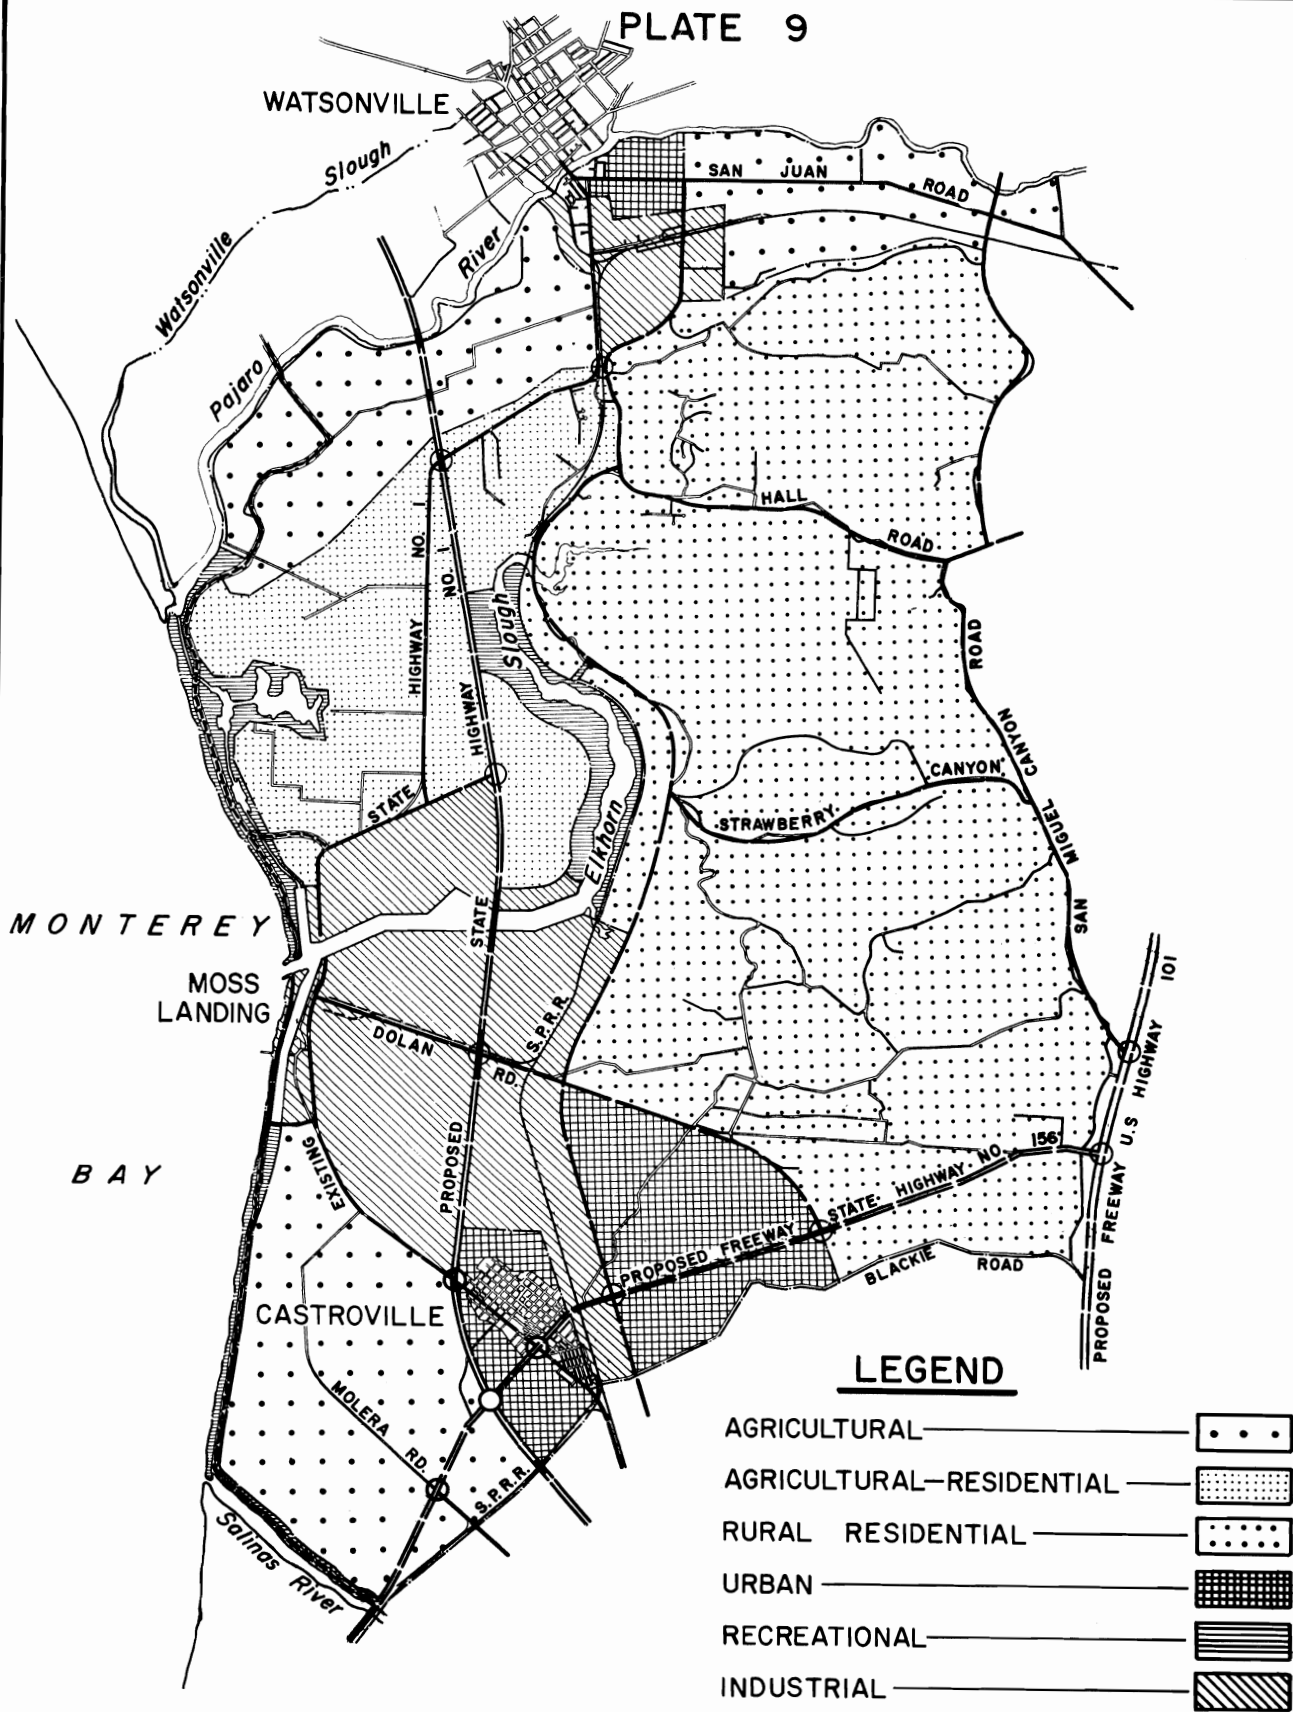 PLATE 9
WATSONVILLE
Slough
Watsonville
SAN JUAN ROAD
River
Pajaro
HALL ROAD
HIGHWAY NO. 1
HIGHWAY NO. 1
Slough
ROAD
CANYON
STATE
STRAWBERRY CANYON
MIGUEL
Elkhorn
SAN
STATE
MONTEREY
MOSS
LANDING
U.S HIGHWAY 101
DOLAN RD.
S.P.R.R.
BAY
EXISTING
PROPOSED
PROPOSED FREEWAY STATE HIGHWAY NO. 156
PROPOSED FREEWAY
BLACKIE ROAD
CASTROVILLE
MOLERA RD.
S.P.R.R.
Salinas River
LEGEND
AGRICULTURAL
AGRICULTURAL-RESIDENTIAL
RURAL RESIDENTIAL
URBAN
RECREATIONAL
INDUSTRIAL